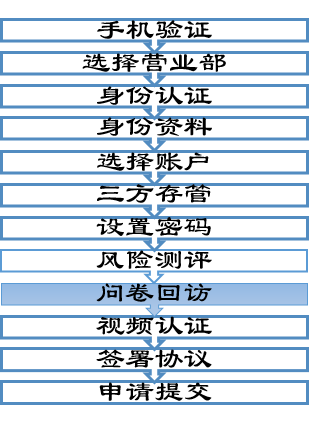 手机验证
选择营业部
身份认证
身份资料
选择账户
三方存管
设置密码
风险测评
问卷回访
视频认证
签署协议
申请提交